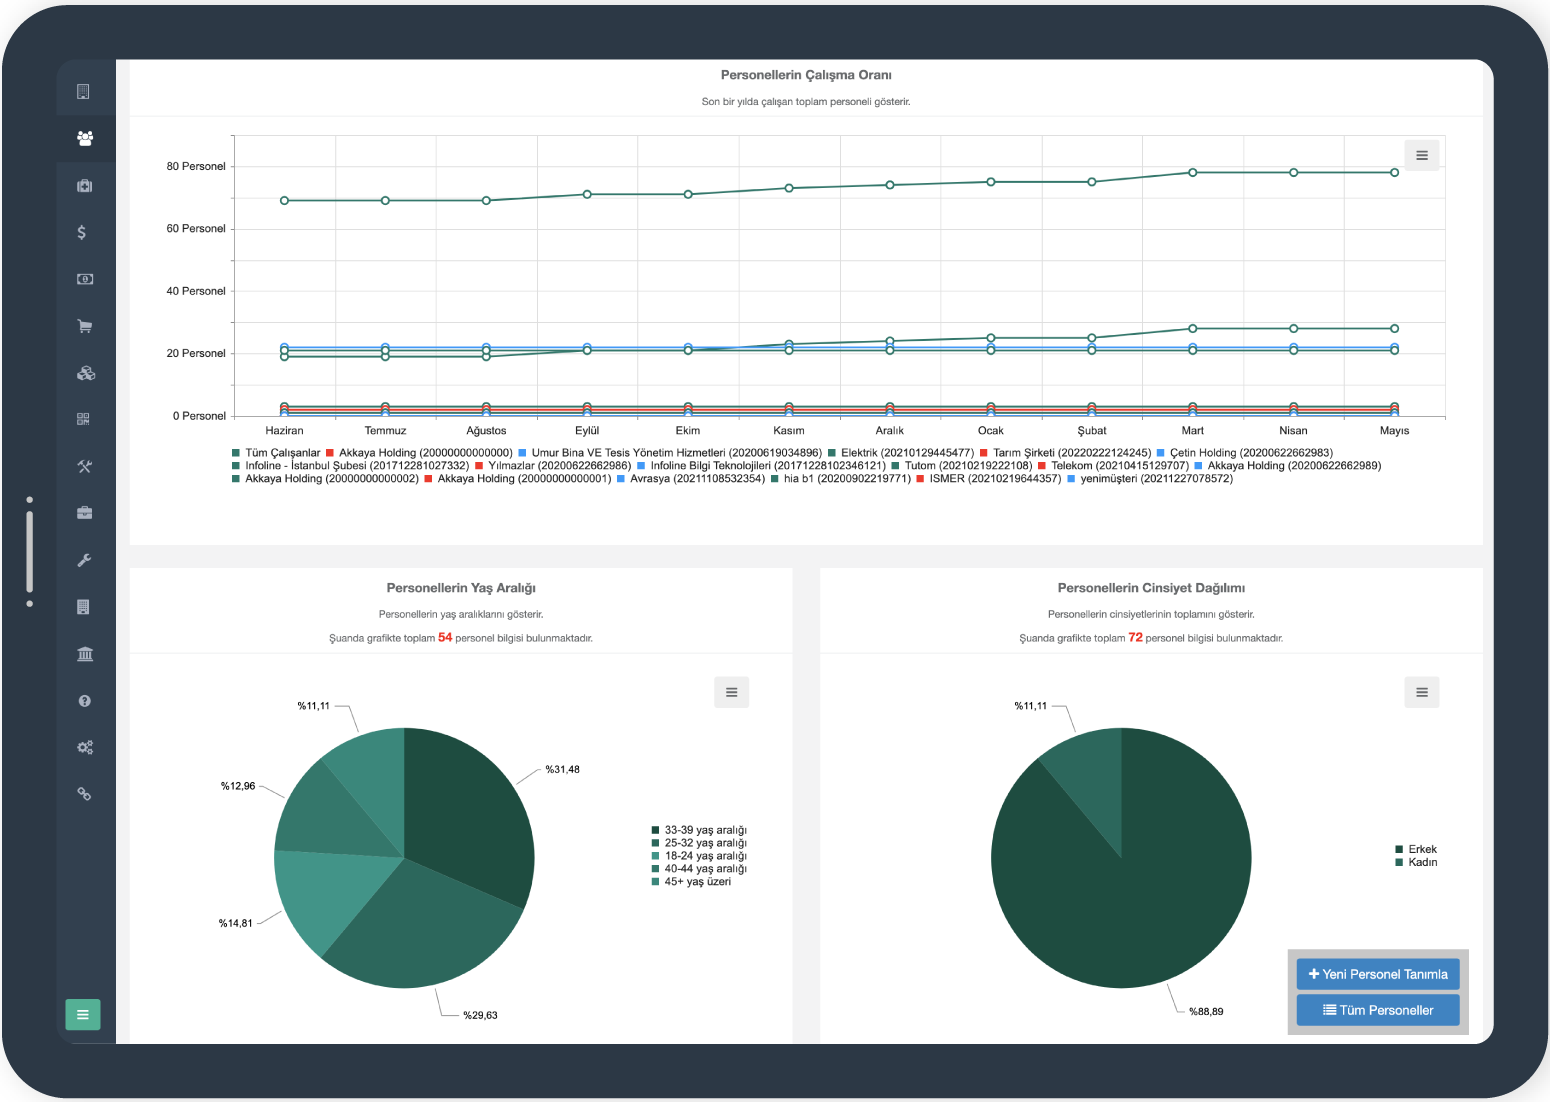 Personellerin Çalışma Oranı
Son bir yılda çalışan toplam personeli gösterir.
80 Personel
60 Personel
40 Personel
20 Personel
0 Personel
Haziran Temmuz Ağustos Eylül Ekim Kasım Aralık Ocak Şubat Mart Nisan Mayıs
Tüm Çalışanlar Akkaya Holding (20000000000000) Umur Bina VE Tesis Yönetim Hizmetleri (20200619034896) Elektrik (20210129445477) Tarım Şirketi (20220222124245) Çetin Holding (20200622662983)
Infoline - İstanbul Şubesi (201712281027332) Yılmazlar (20200622662986) Infoline Bilgi Teknolojileri (20171228102346121) Tutom (20210219222108) Telekom (20210415129707) Akkaya Holding (20200622662989)
Akkaya Holding (20000000000002) Akkaya Holding (20000000000001) Avrasya (20211108532354) hia b1 (20200902219771) ISMER (20210219644357) yenimüşteri (20211227078572)
Personellerin Yaş Aralığı
Personellerin yaş aralıklarını gösterir.
Şuanda grafikte toplam 54 personel bilgisi bulunmaktadır.
%11,11
%31,48
%12,96
%14,81
%29,63
33-39 yaş aralığı
25-32 yaş aralığı
18-24 yaş aralığı
40-44 yaş aralığı
45+ yaş üzeri
Personellerin Cinsiyet Dağılımı
Personellerin cinsiyetlerinin toplamını gösterir.
Şuanda grafikte toplam 72 personel bilgisi bulunmaktadır.
%11,11
%88,89
Erkek
Kadın
Yeni Personel Tanımla
Tüm Personeller